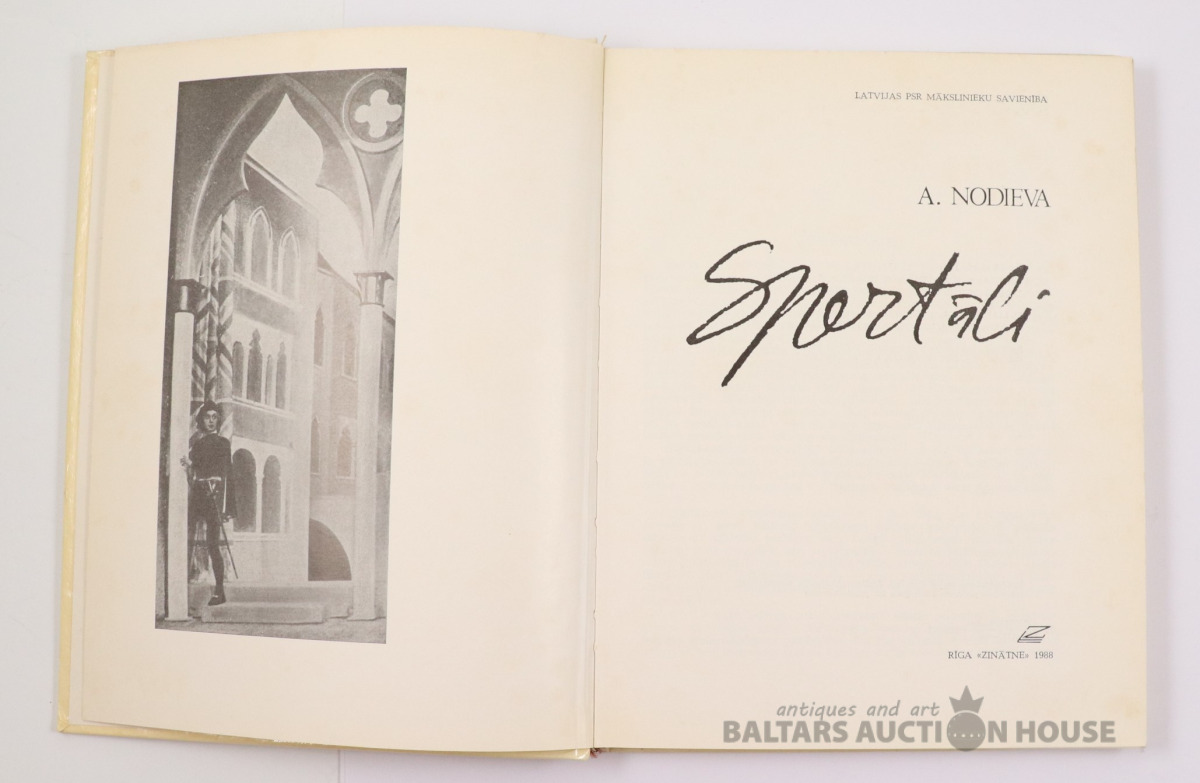 LATVIJAS PSR MĀKSLINIEKU SAVIENĪBA
A. NODIEVA
Spertāli
Z
RĪGA «ZINĀTNE» 1988
antiques and art
BALTARS AUCTION HOUSE